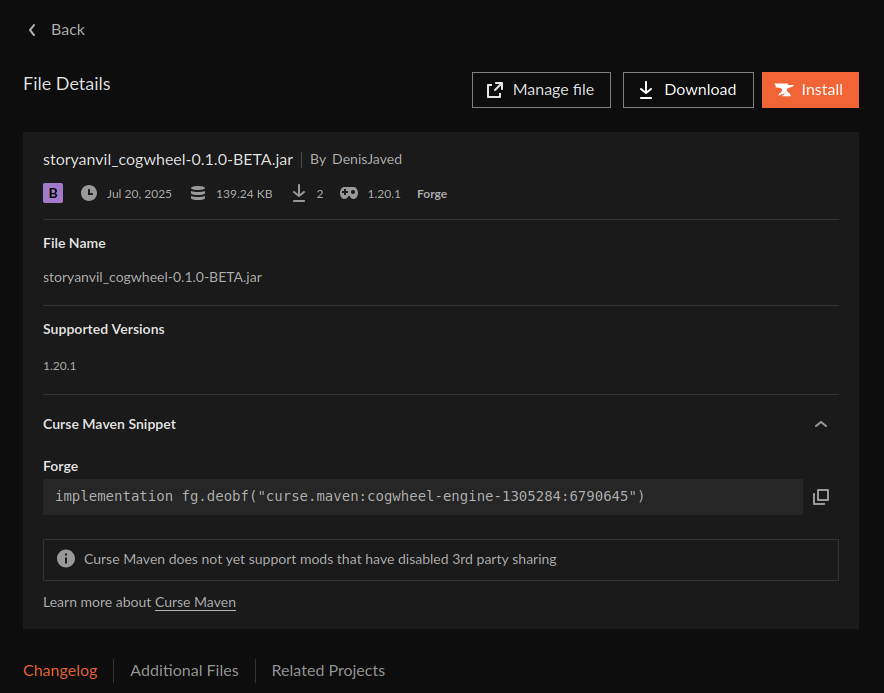 Back
File Details
Manage file
Download
Install
storyanvil_cogwheel-0.1.0-BETA.jar
By DenisJaved
B Jul 20, 2025 139.24 KB 2 1.20.1 Forge
File Name
storyanvil_cogwheel-0.1.0-BETA.jar
Supported Versions
1.20.1
Curse Maven Snippet
Forge
implementation fg.deobf("curse.maven:cogwheel-engine-1305284:6790645")
Curse Maven does not yet support mods that have disabled 3rd party sharing
Learn more about Curse Maven
Changelog
Additional Files
Related Projects